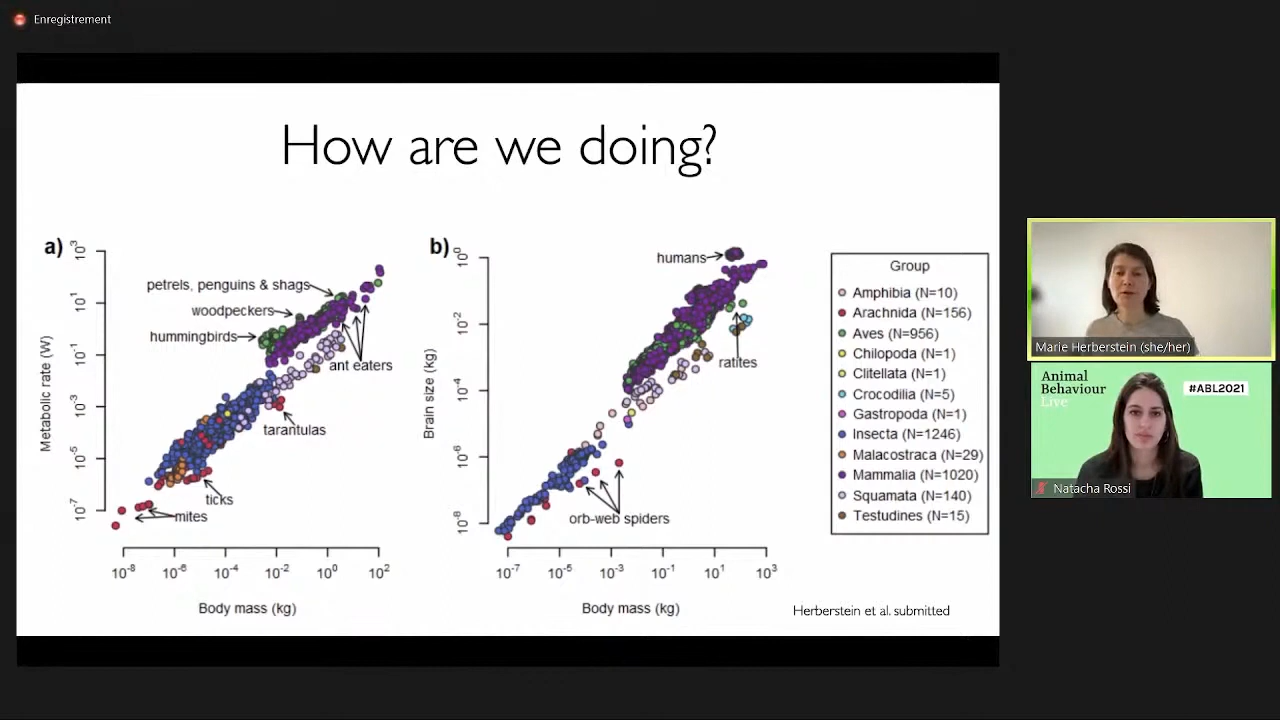 Enregistrement
How are we doing?
a)
Metabolic rate (W)
10^3
10^1
10^-1
10^-3
10^-5
10^-7
petrels, penguins & shags
woodpeckers
hummingbirds
ant eaters
tarantulas
ticks
mites
10^-8
10^-6
10^-4
10^-2
10^0
10^2
Body mass (kg)
b)
Brain size (kg)
10^0
10^-2
10^-4
10^-6
10^-8
humans
ratites
orb-web spiders
10^-7
10^-5
10^-3
10^-1
10^1
10^3
Body mass (kg)
Group
Amphibia (N=10)
Arachnida (N=156)
Aves (N=956)
Chilopoda (N=1)
Clitellata (N=1)
Crocodilia (N=5)
Gastropoda (N=1)
Insecta (N=1246)
Malacostraca (N=29)
Mammalia (N=1020)
Squamata (N=140)
Testudines (N=15)
Herberstein et al. submitted
Marie Herberstein (she/her)
Animal
Behaviour
Live
#ABL2021
Natacha Rossi